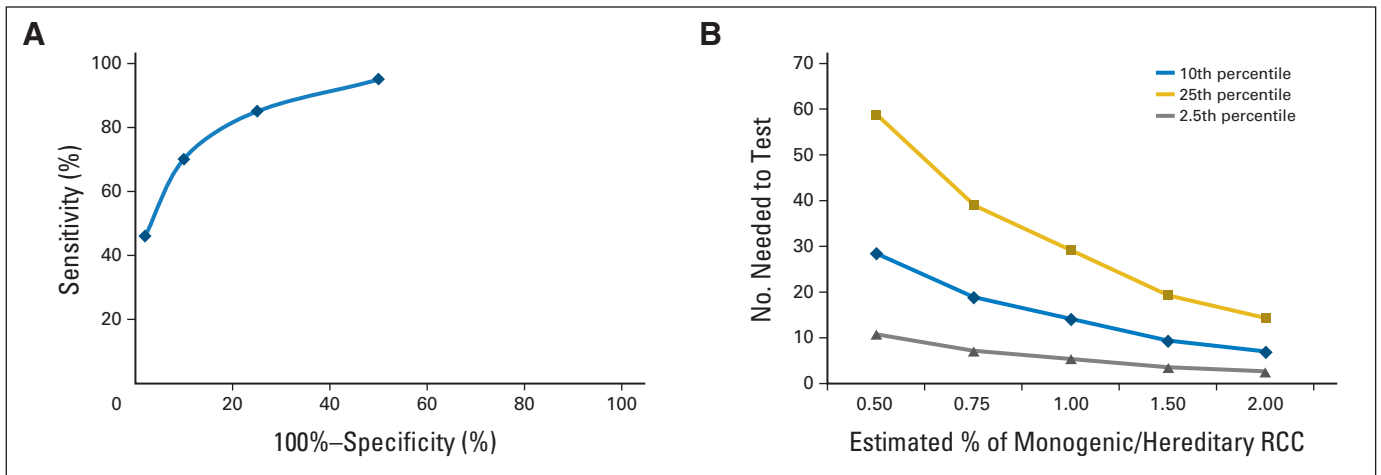 A
100
80
60
40
20
0
20
40
60
80
100
Sensitivity (%)
100%–Specificity (%)
B
70
60
50
40
30
20
10
0
0.50
0.75
1.00
1.50
2.00
No. Needed to Test
Estimated % of Monogenic/Hereditary RCC
10th percentile
25th percentile
2.5th percentile